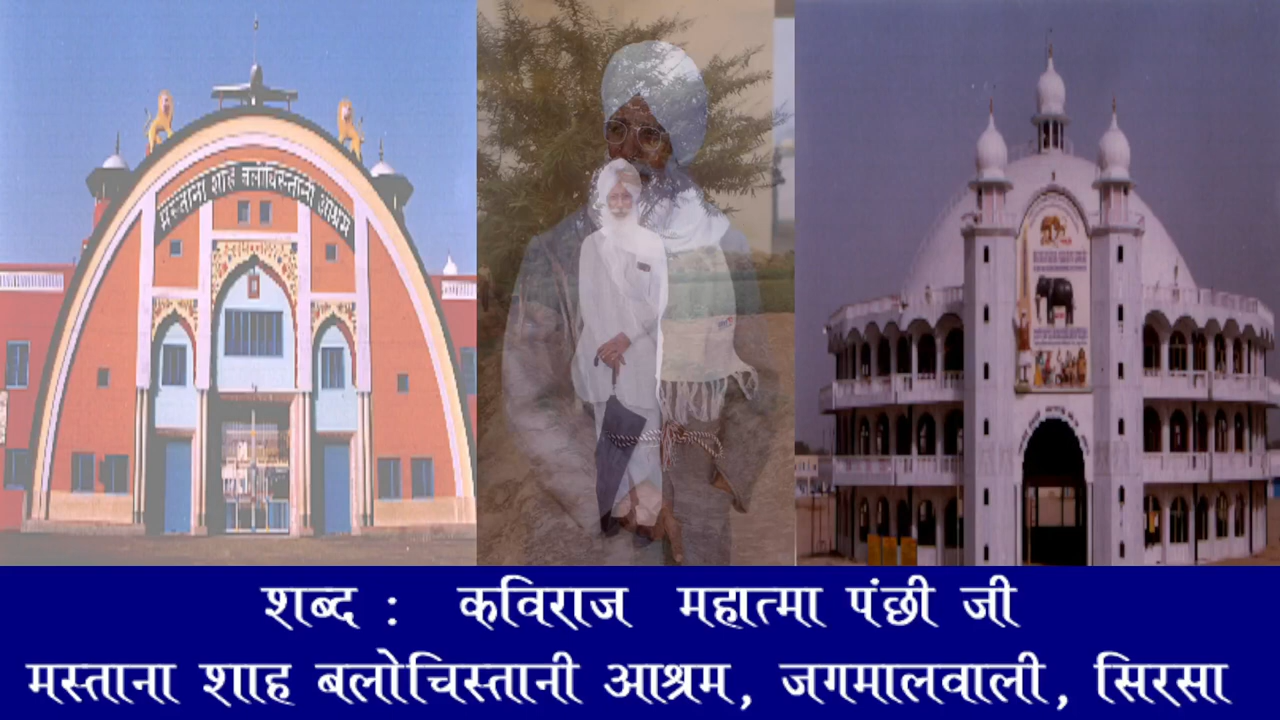 मस्ताना शाह बलोचिस्तानी आश्रम
शब्द : कविराज महात्मा पंछी जी
मस्ताना शाह बलोचिस्तानी आश्रम, जगमालवाली, सिरसा